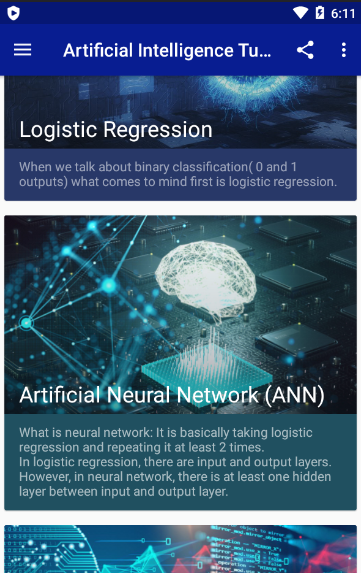 6:11
Artificial Intelligence Tu...
Logistic Regression
When we talk about binary classification( 0 and 1
outputs) what comes to mind first is logistic regression.
Artificial Neural Network (ANN)
What is neural network: It is basically taking logistic
regression and repeating it at least 2 times.
In logistic regression, there are input and output layers.
However, in neural network, there is at least one hidden
layer between input and output layer.